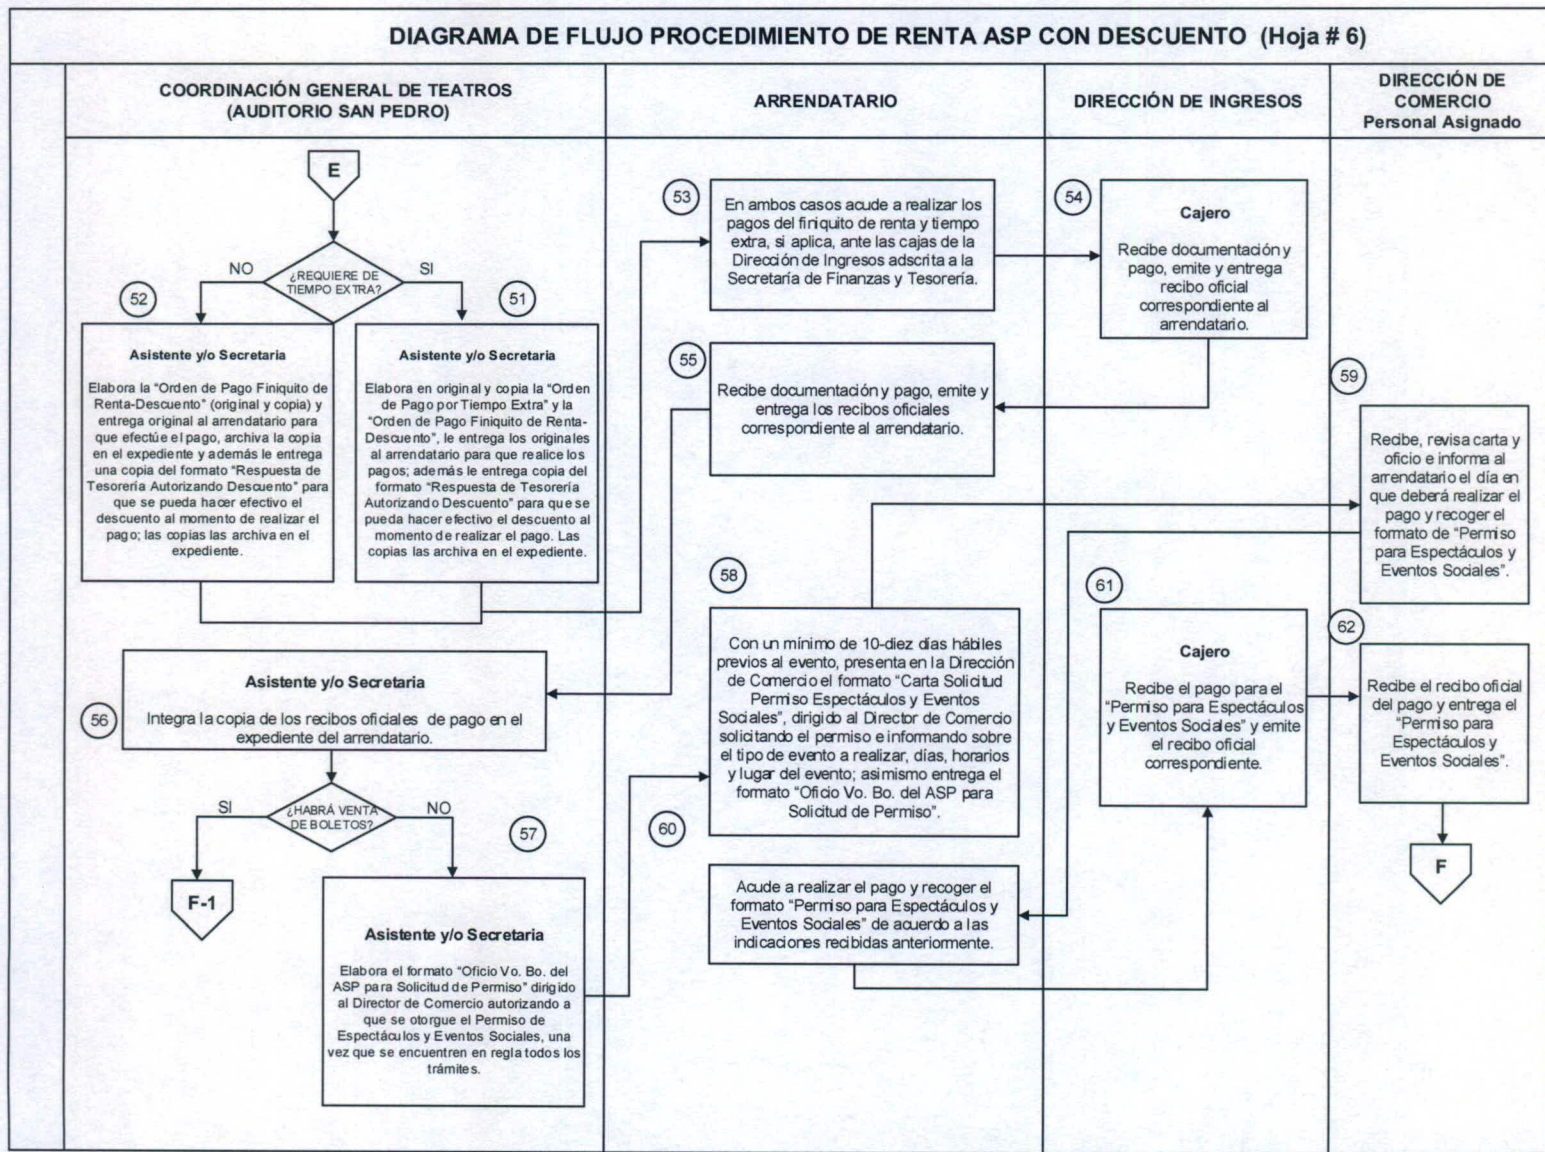 DIAGRAMA DE FLUJO PROCEDIMIENTO DE RENTA ASP CON DESCUENTO (Hoja # 6)
COORDINACIÓN GENERAL DE TEATROS
(AUDITORIO SAN PEDRO)
ARRENDATARIO
DIRECCIÓN DE INGRESOS
DIRECCIÓN DE
COMERCIO
Personal Asignado
E
¿REQUIERE DE
TIEMPO EXTRA?
NO
SI
52
Asistente y/o Secretaria
Elabora la “Orden de Pago Finiquito de
Renta-Descuento” (original y copia) y
entrega original al arrendatario para
que efectúe el pago, archiva la copia
en el expediente y además le entrega
una copia del formato “Respuesta de
Tesorería Autorizando Descuento” para
que se pueda hacer efectivo el
descuento al momento de realizar el
pago; las copias las archiva en el
expediente.
51
Asistente y/o Secretaria
Elabora en original y copia la “Orden
de Pago por Tiempo Extra” y la
“Orden de Pago Finiquito de Renta-
Descuento”, le entrega los originales
al arrendatario para que realice los
pagos; además le entrega copia del
formato “Respuesta de Tesorería
Autorizando Descuento” para que se
pueda hacer efectivo el descuento al
momento de realizar el pago. Las
copias las archiva en el expediente.
53
En ambos casos acude a realizar los
pagos del finiquito de renta y tiempo
extra, si aplica, ante las cajas de la
Dirección de Ingresos adscrita a la
Secretaría de Finanzas y Tesorería.
54
Cajero
Recibe documentación y
pago, emite y entrega
recibo oficial
correspondiente al
arrendatario.
55
Recibe documentación y pago, emite y
entrega los recibos oficiales
correspondiente al arrendatario.
56
Asistente y/o Secretaria
Integra la copia de los recibos oficiales de pago en el
expediente del arrendatario.
¿HABRÁ VENTA
DE BOLETOS?
SI
NO
F-1
57
Asistente y/o Secretaria
Elabora el formato “Oficio Vo. Bo. del
ASP para Solicitud de Permiso” dirigido
al Director de Comercio autorizando a
que se otorgue el Permiso de
Espectáculos y Eventos Sociales, una
vez que se encuentren en regla todos los
trámites.
58
Con un mínimo de 10-diez días hábiles
previos al evento, presenta en la Dirección
de Comercio el formato “Carta Solicitud
Permiso Espectáculos y Eventos
Sociales”, dirigido al Director de Comercio
solicitando el permiso e informando sobre
el tipo de evento a realizar, días, horarios
y lugar del evento; asimismo entrega el
formato “Oficio Vo. Bo. del ASP para
Solicitud de Permiso”.
59
Recibe, revisa carta y
oficio e informa al
arrendatario el día en
que deberá realizar el
pago y recoger el
formato de “Permiso
para Espectáculos y
Eventos Sociales”.
60
Acude a realizar el pago y recoger el
formato “Permiso para Espectáculos y
Eventos Sociales” de acuerdo a las
indicaciones recibidas anteriormente.
61
Cajero
Recibe el pago para el
“Permiso para Espectáculos
y Eventos Sociales” y emite
el recibo oficial
correspondiente.
62
Recibe el recibo oficial
del pago y entrega el
“Permiso para
Espectáculos y
Eventos Sociales”.
F